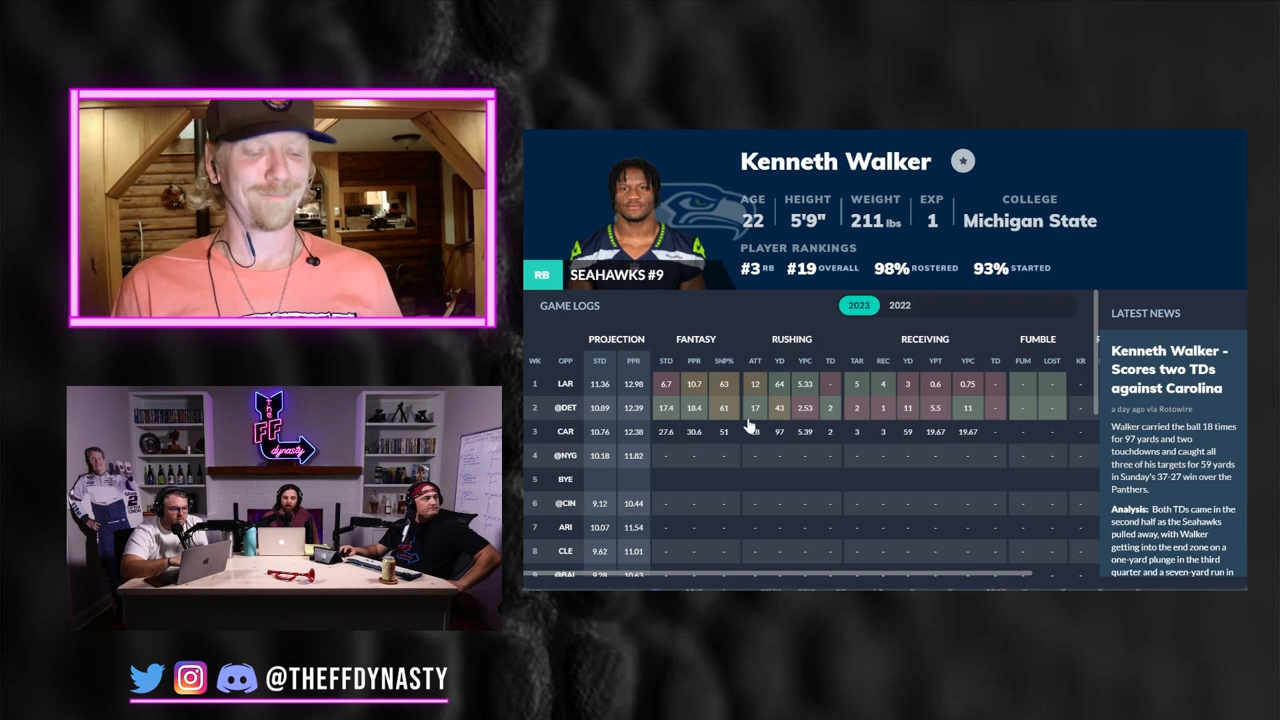 Kenneth Walker
AGE HEIGHT WEIGHT EXP COLLEGE
22 5'9" 211 lbs 1 Michigan State
PLAYER RANKINGS
#3 RB #19 OVERALL 98% ROSTERED 93% STARTED
RB SEAHAWKS #9
GAME LOGS 2023 2022
PROJECTION FANTASY RUSHING RECEIVING FUMBLE
WK OPP STD PPR STD PPR SNP% ATT YD YPC TD TAR REC YD YPT YPC TD FUM LOST KR
1 LAR 11.36 12.98 6.7 10.7 63 12 64 5.33 - 5 4 3 0.6 0.75 - - - -
2 @DET 10.89 12.39 17.4 18.4 61 17 43 2.53 2 2 1 11 5.5 11 - - - -
3 CAR 10.76 12.38 27.6 30.6 51 8 97 5.39 2 3 3 59 19.67 19.67 - - - -
4 @NYG 10.18 11.82 - - - - - - - - - - - - - - - -
5 BYE
6 @CIN 9.12 10.44 - - - - - - - - - - - - - - - -
7 ARI 10.07 11.54 - - - - - - - - - - - - - - - -
8 CLE 9.62 11.01 - - - - - - - - - - - - - - - -
9 @BAL 9.28 10.63 - - - - - - - - - - - - - - - -
LATEST NEWS
Kenneth Walker -
Scores two TDs
against Carolina
a day ago via Rotowire
Walker carried the ball 18 times
for 97 yards and two
touchdowns and caught all
three of his targets for 59 yards
in Sunday's 37-27 win over the
Panthers.
Analysis: Both TDs came in the
second half as the Seahawks
pulled away, with Walker
getting into the end zone on a
one-yard plunge in the third
quarter and a seven-yard run in
The
FF
dynasty
@THEFFDYNASTY